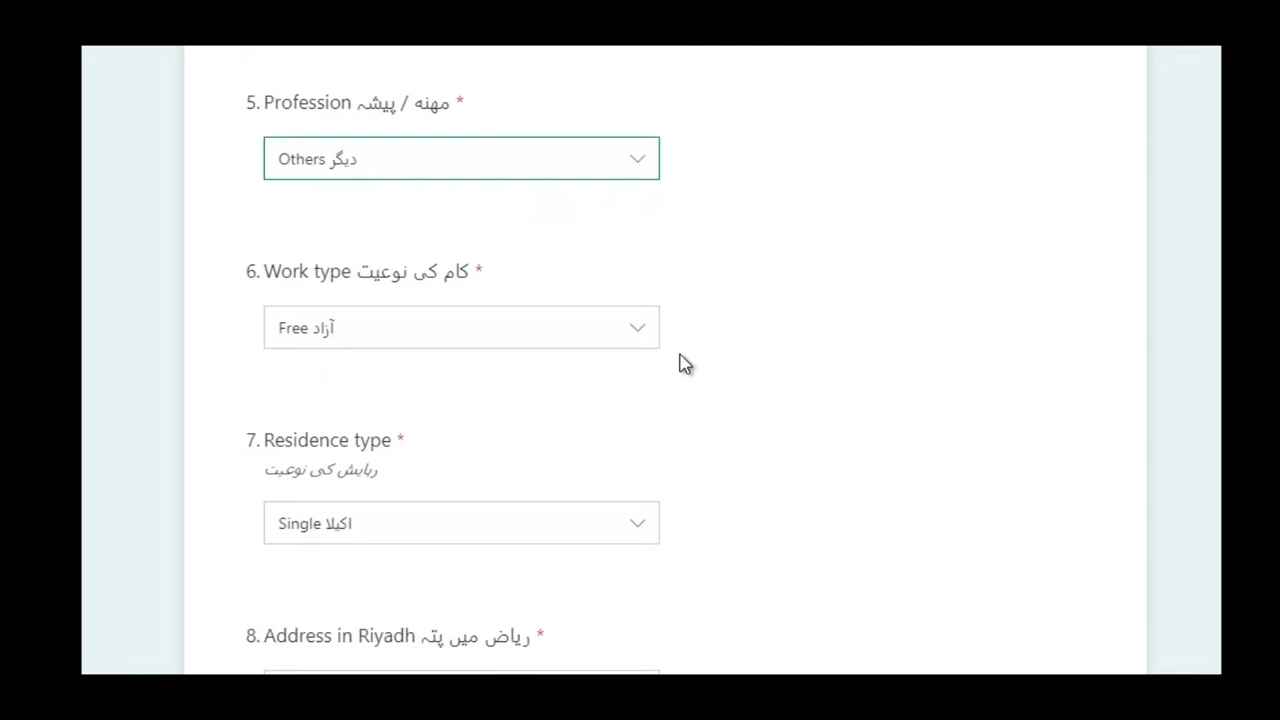 5. Profession مهنه / پیشہ *
Others دیگر
6. Work type کام کی نوعیت *
Free آزاد
7. Residence type *
رہایش کی نوعیت
Single اکیلا
8. Address in Riyadh ریاض میں پتہ *